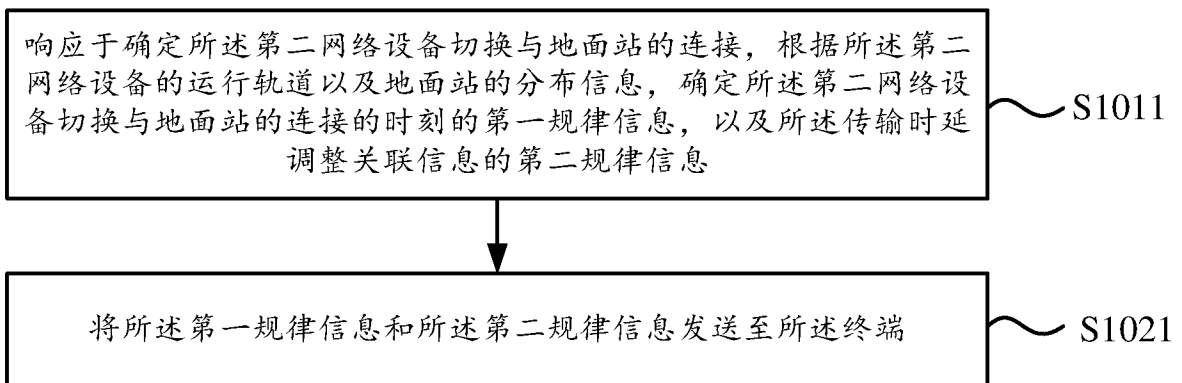 响应于确定所述第二网络设备切换与地面站的连接，根据所述第二
网络设备的运行轨道以及地面站的分布信息，确定所述第二网络设
备切换与地面站的连接的时刻的第一规律信息，以及所述传输时延
调整关联信息的第二规律信息
S1011
将所述第一规律信息和所述第二规律信息发送至所述终端
S1021